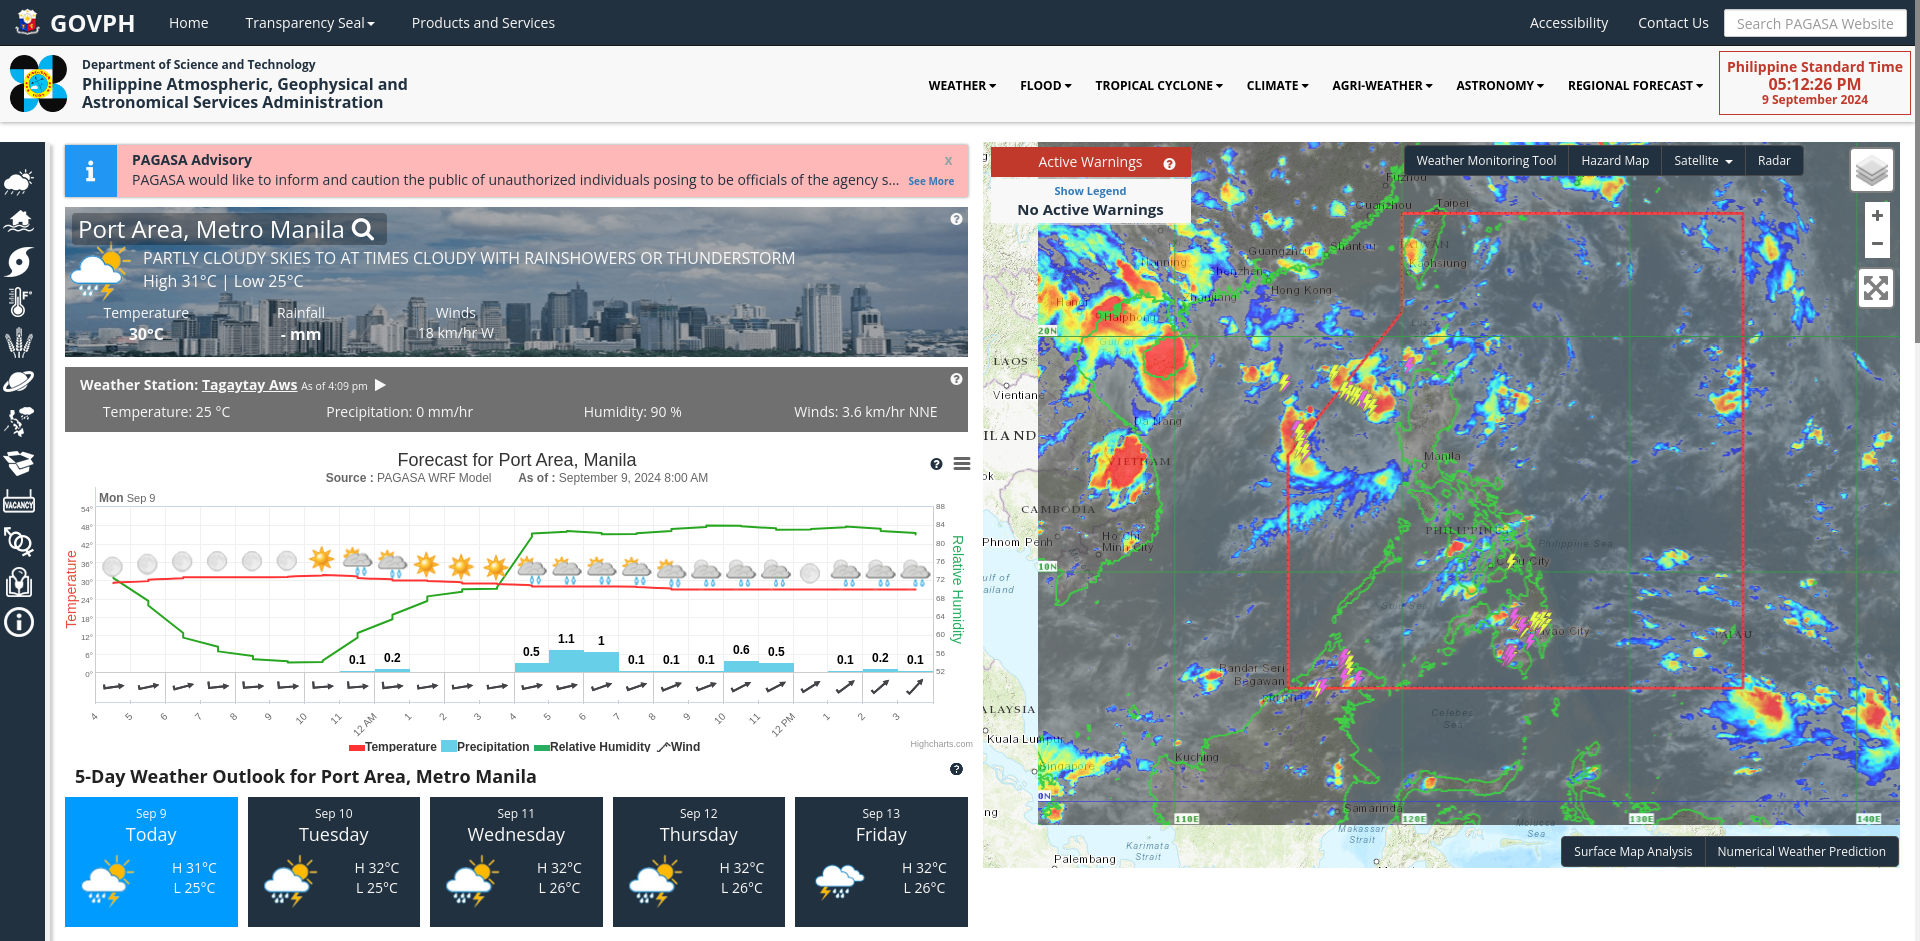 GOVPH
Home
Transparency Seal
Products and Services
Accessibility
Contact Us
Search PAGASA Website
Department of Science and Technology
Philippine Atmospheric, Geophysical and
Astronomical Services Administration
WEATHER
FLOOD
TROPICAL CYCLONE
CLIMATE
AGRI-WEATHER
ASTRONOMY
REGIONAL FORECAST
Philippine Standard Time
05:12:26 PM
9 September 2024
PAGASA Advisory
x
PAGASA would like to inform and caution the public of unauthorized individuals posing to be officials of the agency s... See More
Port Area, Metro Manila
PARTLY CLOUDY SKIES TO AT TIMES CLOUDY WITH RAINSHOWERS OR THUNDERSTORM
High 31°C | Low 25°C
Temperature Rainfall Winds
30°C - mm 18 km/hr W
Weather Station: Tagaytay Aws As of 4:09 pm
Temperature: 25 °C Precipitation: 0 mm/hr Humidity: 90 % Winds: 3.6 km/hr NNE
Forecast for Port Area, Manila
Source : PAGASA WRF Model As of : September 9, 2024 8:00 AM
Mon Sep 9
54°
48°
42°
36°
30°
24°
18°
12°
6°
0°
Temperature
88
84
80
76
72
68
64
60
56
52
Relative Humidity
0.1 0.2 0.5 1.1 1 0.1 0.1 0.1 0.6 0.5 0.1 0.2 0.1
4 5 6 7 8 9 10 11 12 AM 1 2 3 4 5 6 7 8 9 10 11 12 PM 1 2 3
Temperature Precipitation Relative Humidity Wind
Highcharts.com
5-Day Weather Outlook for Port Area, Metro Manila
Sep 9
Today
H 31°C
L 25°C
Sep 10
Tuesday
H 32°C
L 25°C
Sep 11
Wednesday
H 32°C
L 26°C
Sep 12
Thursday
H 32°C
L 26°C
Sep 13
Friday
H 32°C
L 26°C
VACANCY
Active Warnings
Show Legend
No Active Warnings
Weather Monitoring Tool
Hazard Map
Satellite
Radar
+
−
Fuzhou
Quanzhou
Taipei
Shantou
TAIWAN
Guangzhou
Kaohsiung
Nanning
Shenzhen
Zhanjiang
Hong Kong
Hanoi
Haiphong
20N
LAOS
Vientiane
Da Nang
ILAND
VIETNAM
Manila
ok
CAMBODIA
PHILIPPINES
Phnom Penh
Ho Chi
Minh City
Philippine Sea
Cebu City
10N
ulf of
ailand
Sulu Sea
Davao City
PALAU
Bandar Seri
Begawan
BRUNEI
ALAYSIA
Celebes
Sea
Kuala Lumpur
Kuching
Singapore
0N
ng
Samarinda
110E
120E
130E
140E
Makassar
Strait
Molucca
Sea
Karimata
Strait
Palembang
Surface Map Analysis
Numerical Weather Prediction